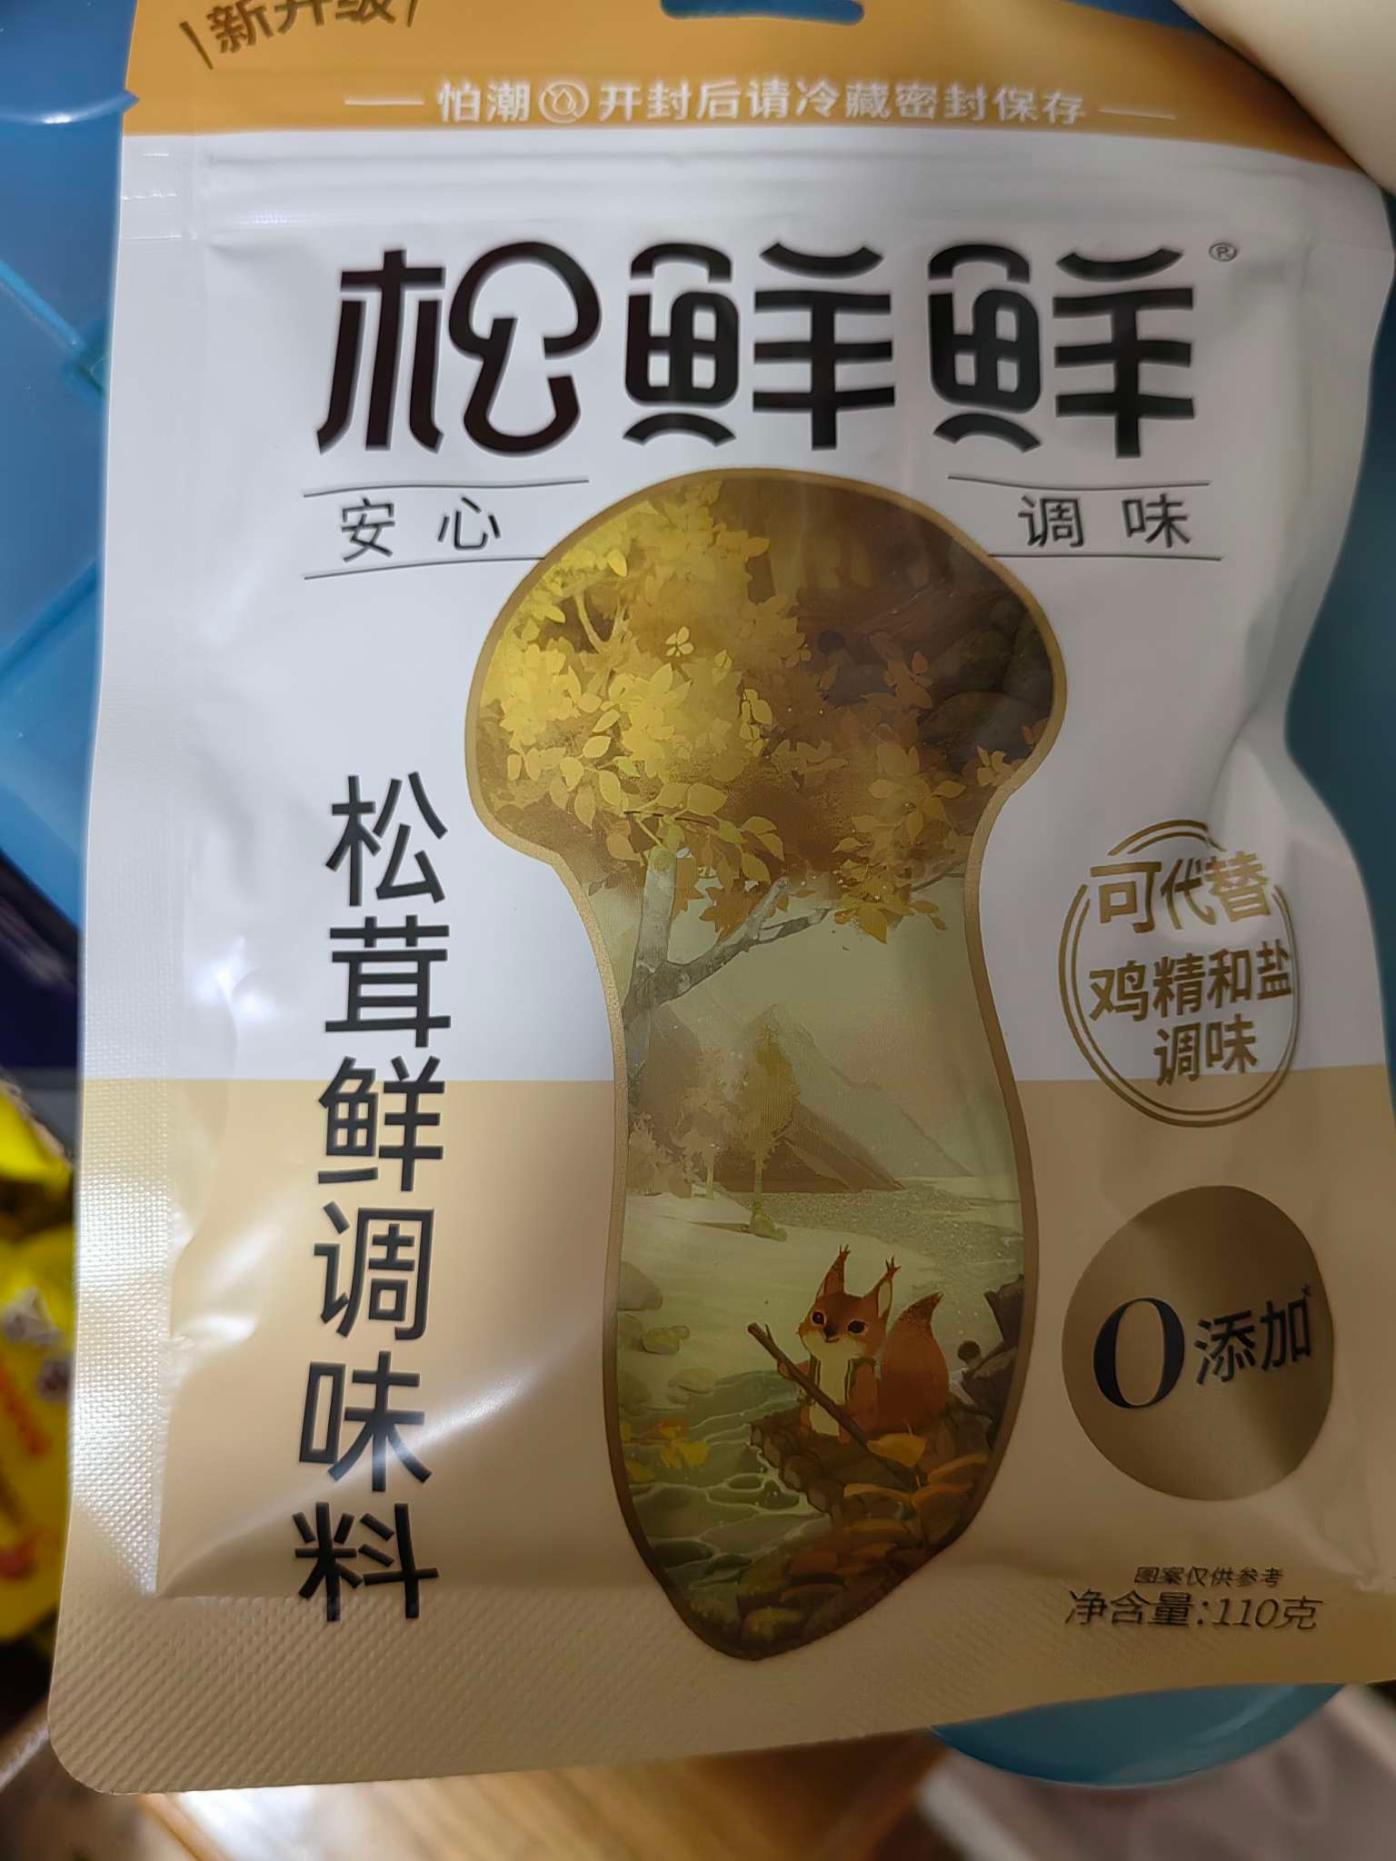 新升级
怕潮 开封后请冷藏密封保存
松鲜鲜®
安心 调味
松茸鲜调味料
可代替
鸡精和盐
调味
0添加*
图案仅供参考
净含量:110克